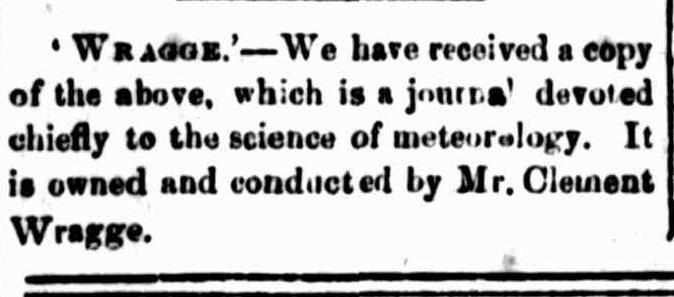 ‘ WRAGGE.’—We have received a copy
of the above, which is a journal devoted
chiefly to the science of meteorology. It
is owned and conducted by Mr. Clement
Wragge.